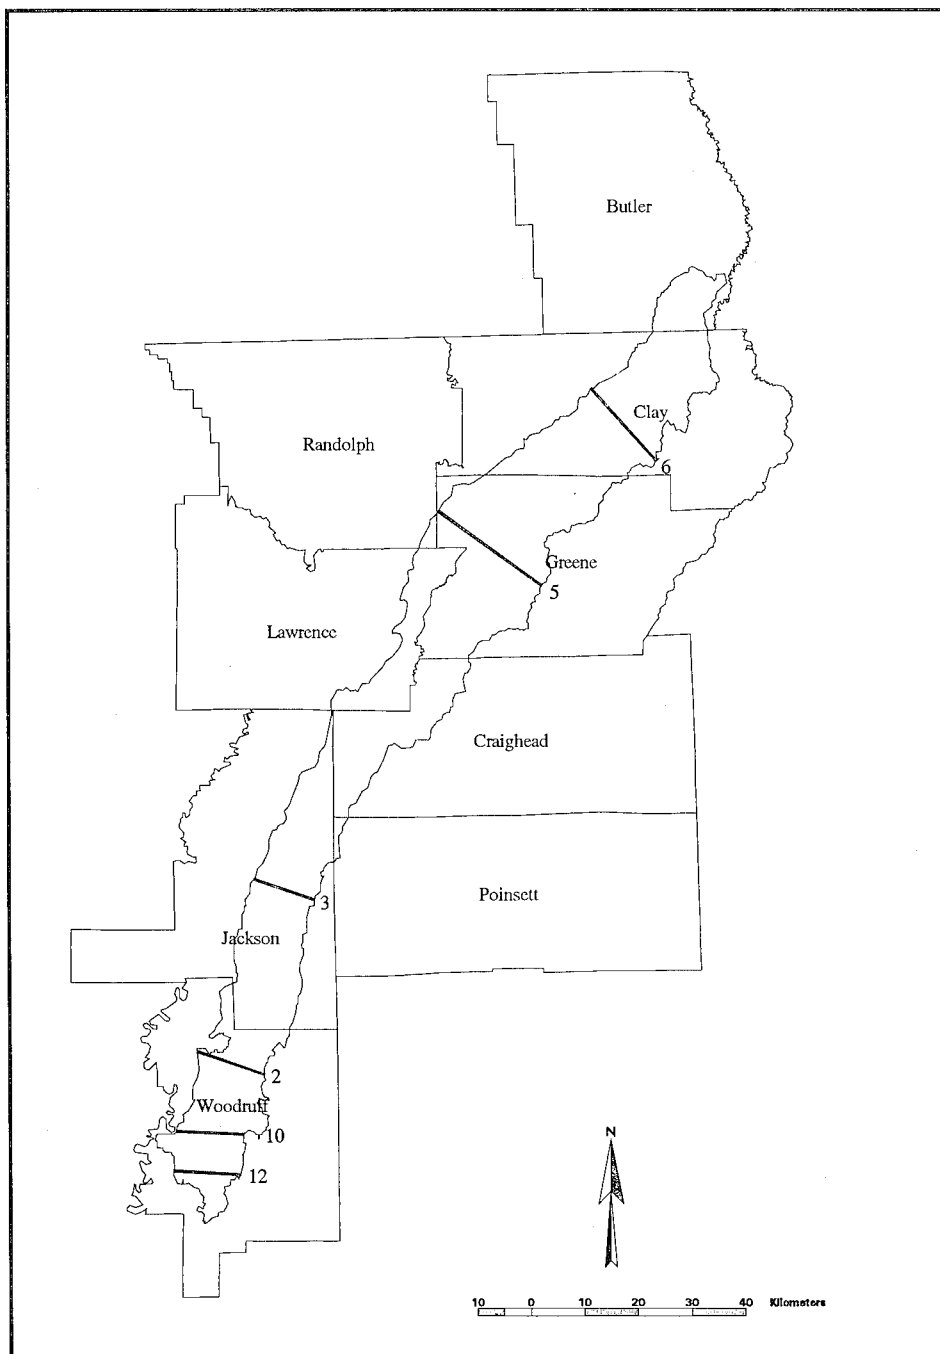 Butler
Clay
Randolph
6
Greene
5
Lawrence
Craighead
Poinsett
3
Jackson
2
Woodruff
10
N
12
10 0 10 20 30 40 Kilometers